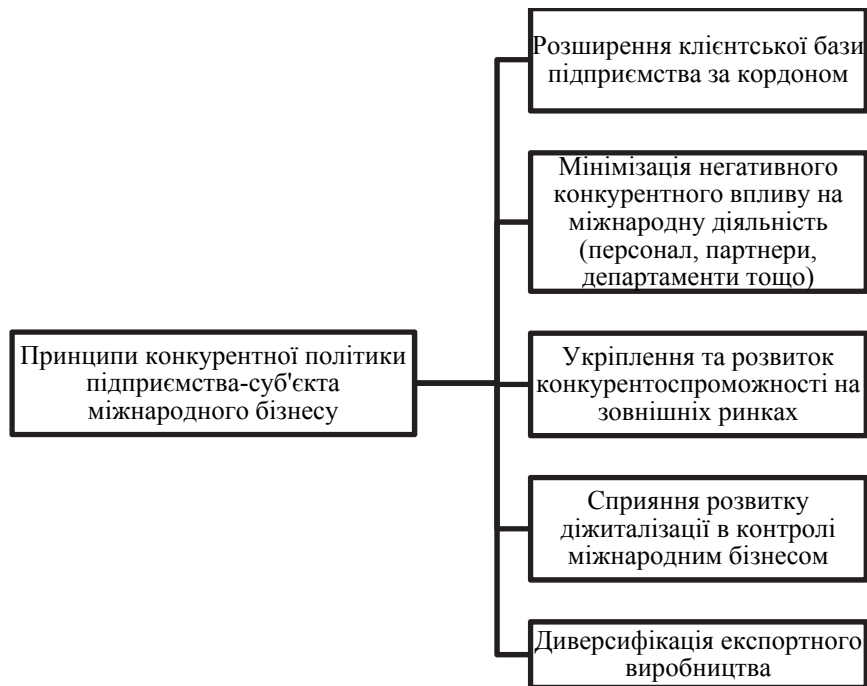 Розширення клієнтської бази
підприємства за кордоном
Мінімізація негативного
конкурентного впливу на
міжнародну діяльність
(персонал, партнери,
департаменти тощо)
Принципи конкурентної політики
підприємства-суб'єкта
міжнародного бізнесу
Укріплення та розвиток
конкурентоспроможності на
зовнішніх ринках
Сприяння розвитку
діжиталізації в контролі
міжнародним бізнесом
Диверсифікація експортного
виробництва